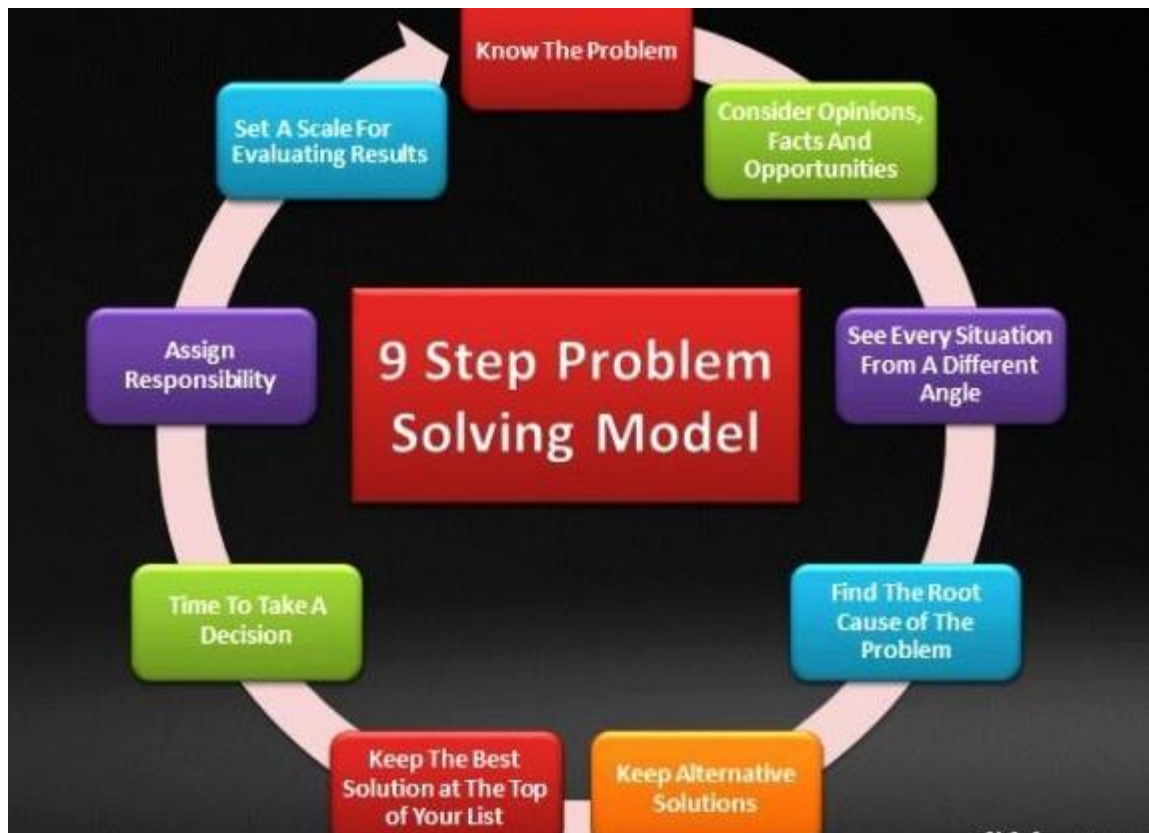 Know The Problem
Consider Opinions,
Facts And
Opportunities
See Every Situation
From A Different
Angle
Find The Root
Cause of The
Problem
Keep Alternative
Solutions
Keep The Best
Solution at The Top
of Your List
Time To Take A
Decision
Assign
Responsibility
Set A Scale For
Evaluating Results
9 Step Problem
Solving Model